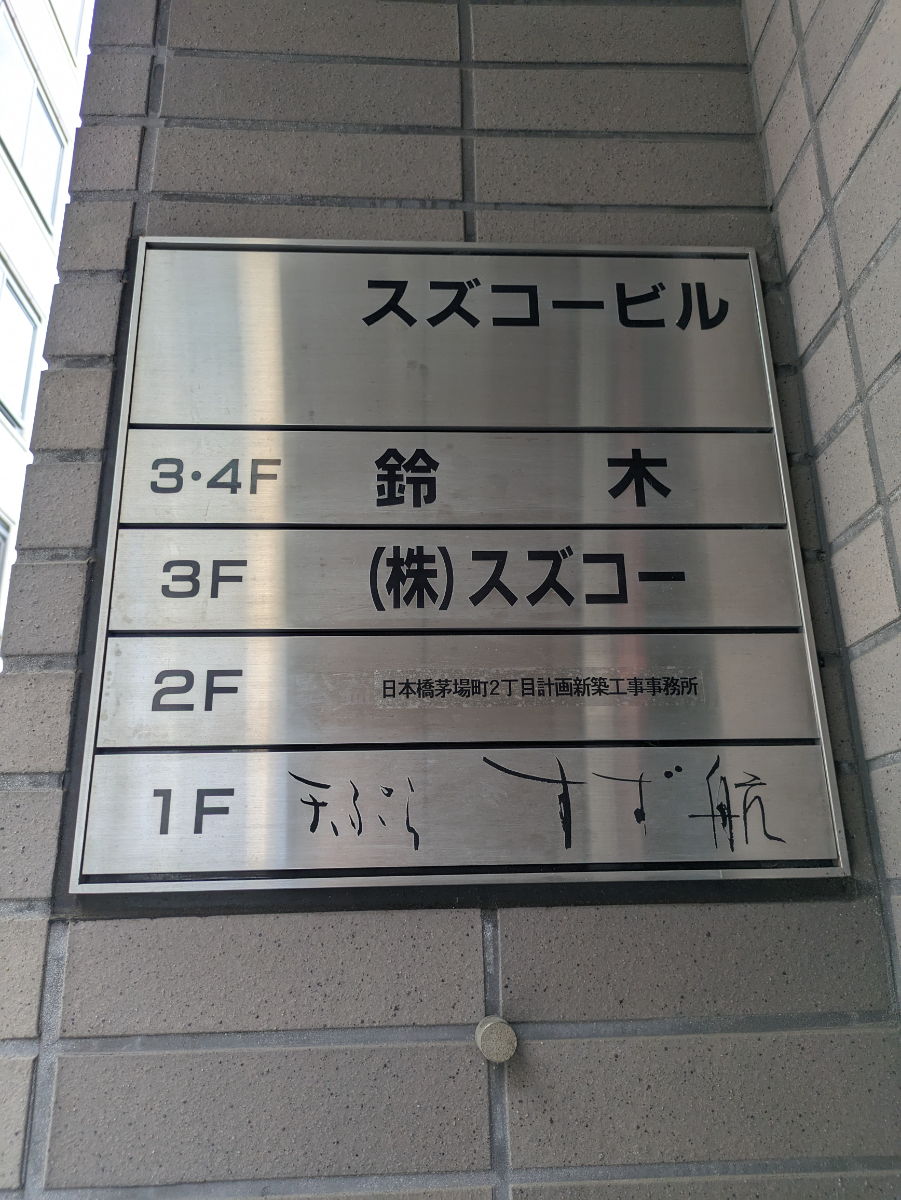 スズコービル
3・4F 鈴木
3F (株)スズコー
2F 日本橋茅場町2丁目計画新築工事事務所
1F 天ぷら すず航